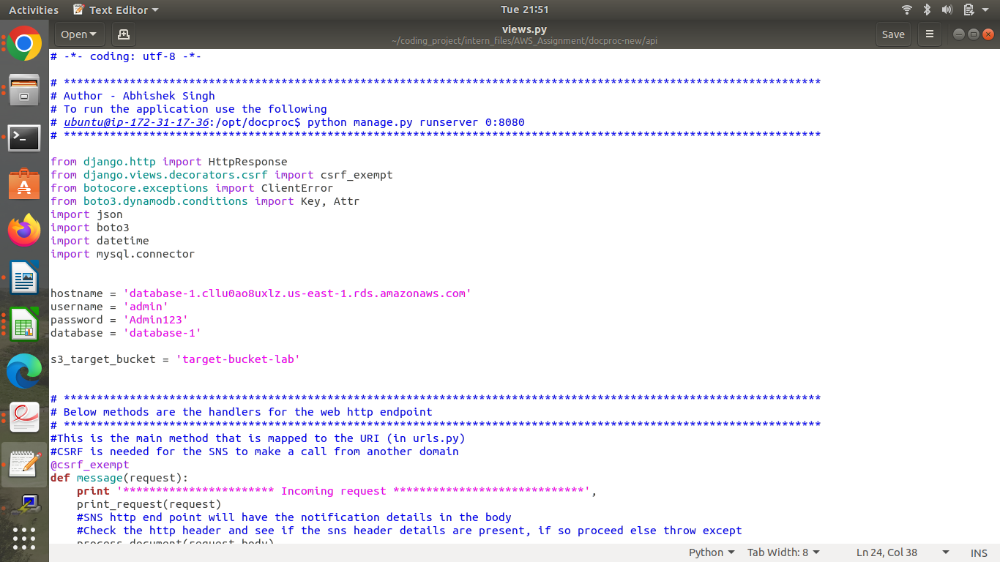 Activities Text Editor Tue 21:51
Open views.py Save
~/coding_project/intern_files/AWS_Assignment/docproc-new/api
# -*- coding: utf-8 -*-
# *******************************************************************************************************************
# Author - Abhishek Singh
# To run the application use the following
# ubuntu@ip-172-31-17-36:/opt/docproc$ python manage.py runserver 0:8080
# *******************************************************************************************************************
from django.http import HttpResponse
from django.views.decorators.csrf import csrf_exempt
from botocore.exceptions import ClientError
from boto3.dynamodb.conditions import Key, Attr
import json
import boto3
import datetime
import mysql.connector
hostname = 'database-1.cllu0ao8uxlz.us-east-1.rds.amazonaws.com'
username = 'admin'
password = 'Admin123'
database = 'database-1'
s3_target_bucket = 'target-bucket-lab'
# *******************************************************************************************************************
# Below methods are the handlers for the web http endpoint
# *******************************************************************************************************************
#This is the main method that is mapped to the URI (in urls.py)
#CSRF is needed for the SNS to make a call from another domain
@csrf_exempt
def message(request):
    print '*********************** Incoming request *****************************',
    print_request(request)
    #SNS http end point will have the notification details in the body
    #Check the http header and see if the sns header details are present, if so proceed else throw except
    process_document(request.body)
Python Tab Width: 8 Ln 24, Col 38 INS